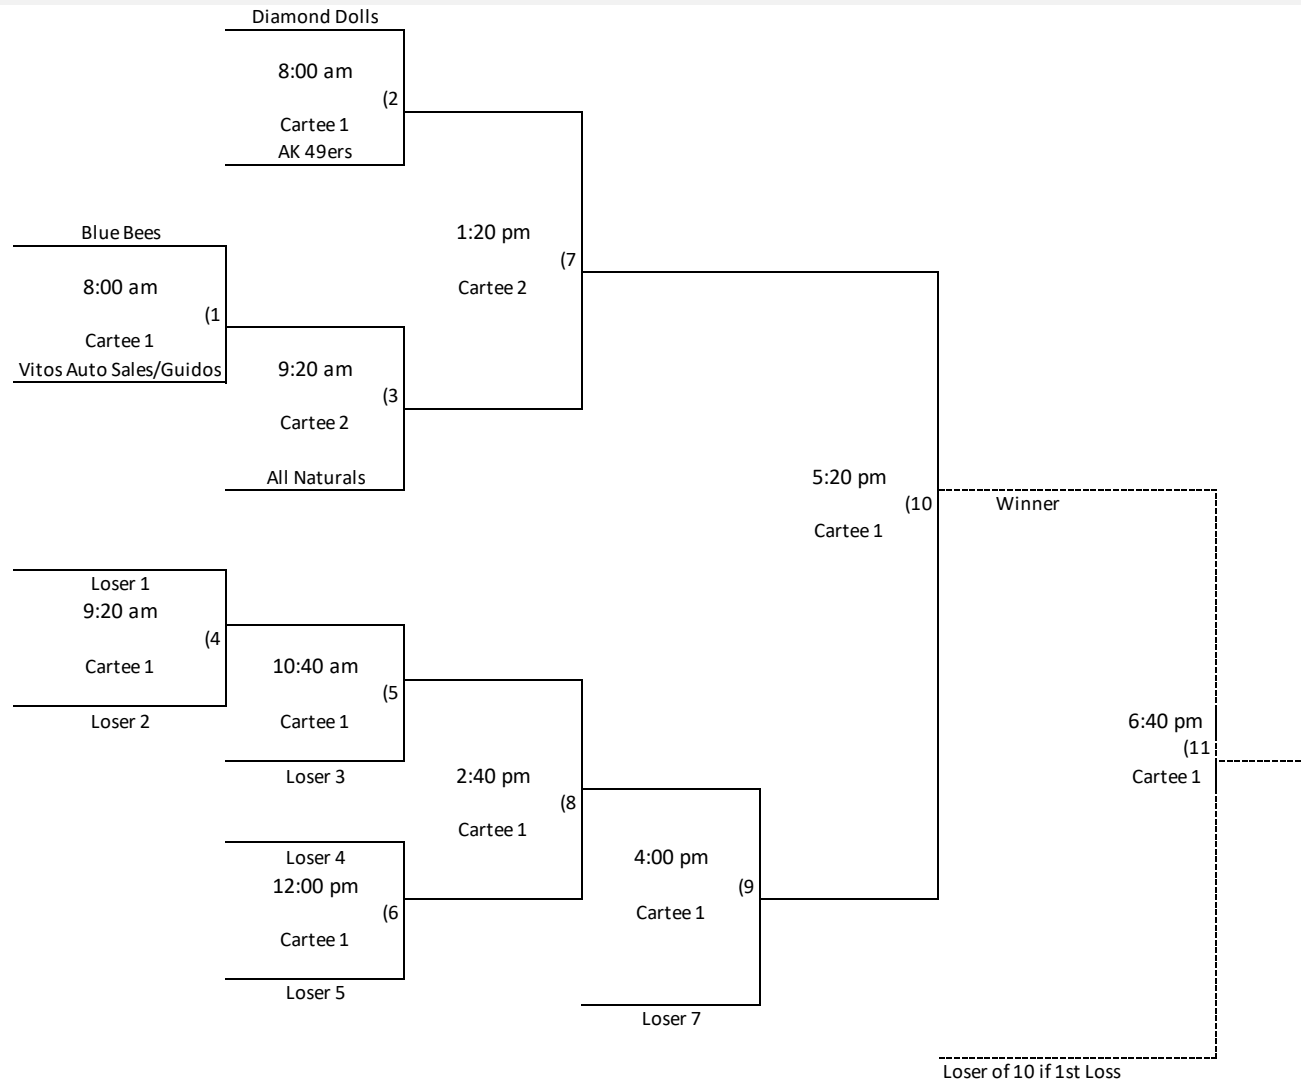 Diamond Dolls
8:00 am
(2
Cartee 1
AK 49ers
Blue Bees
8:00 am
(1
Cartee 1
Vitos Auto Sales/Guidos
1:20 pm
(7
Cartee 2
9:20 am
(3
Cartee 2
All Naturals
5:20 pm
(10
Cartee 1
Winner
Loser 1
9:20 am
(4
Cartee 1
Loser 2
10:40 am
(5
Cartee 1
Loser 3
2:40 pm
(8
Cartee 1
Loser 4
12:00 pm
(6
Cartee 1
Loser 5
4:00 pm
(9
Cartee 1
Loser 7
6:40 pm
(11
Cartee 1
Loser of 10 if 1st Loss